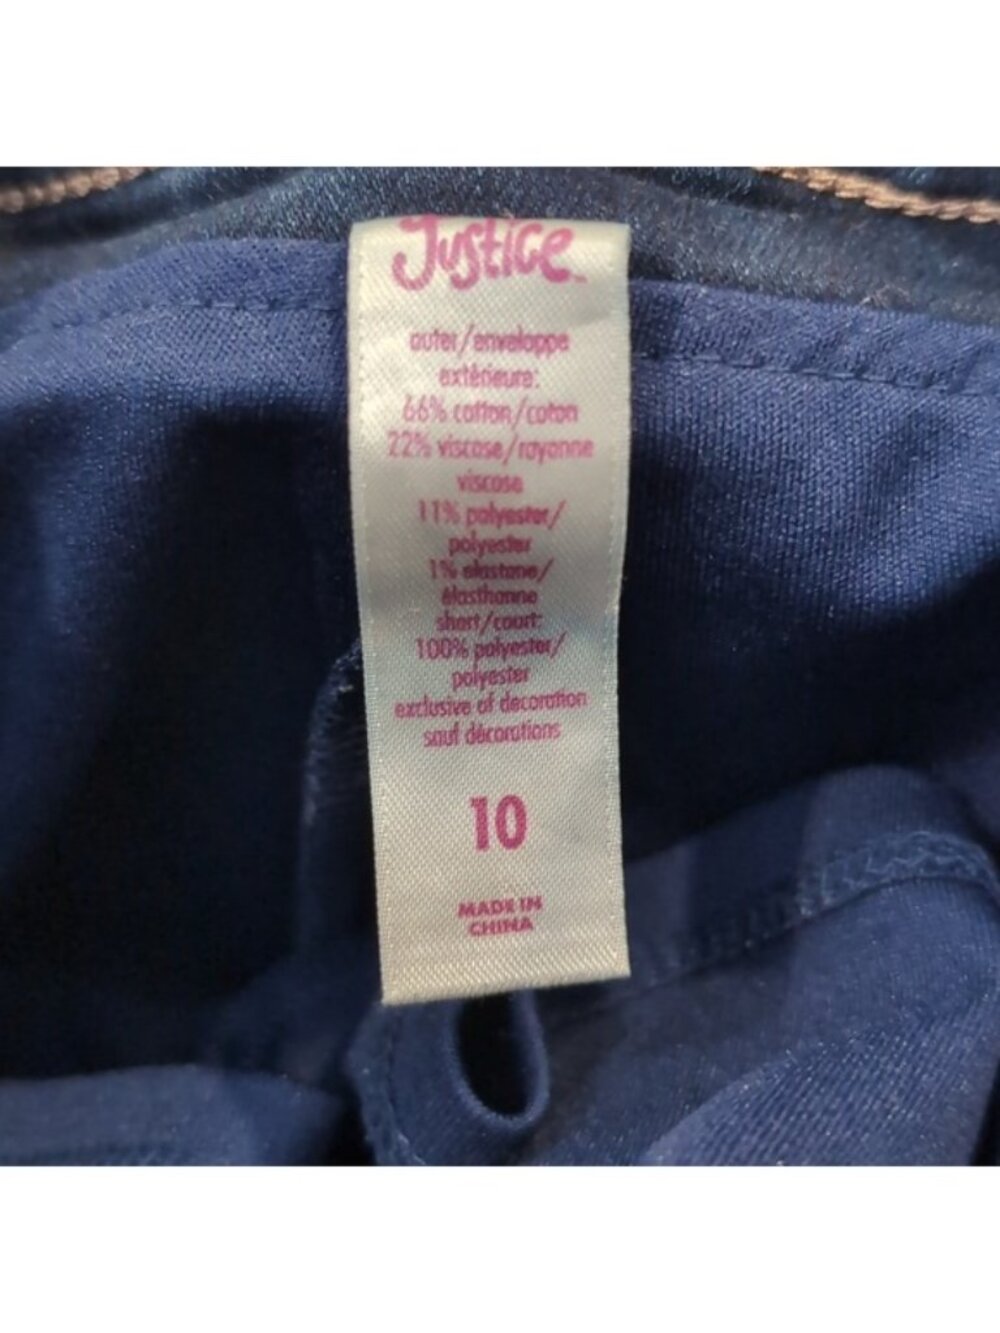 Justice
outer/enveloppe
extérieure:
66% cotton/coton
22% viscose/rayonne
viscose
11% polyester/
polyester
1% elastane/
élasthanne
short/court:
100% polyester/
polyester
exclusive of decoration
sauf décorations
10
MADE IN
CHINA